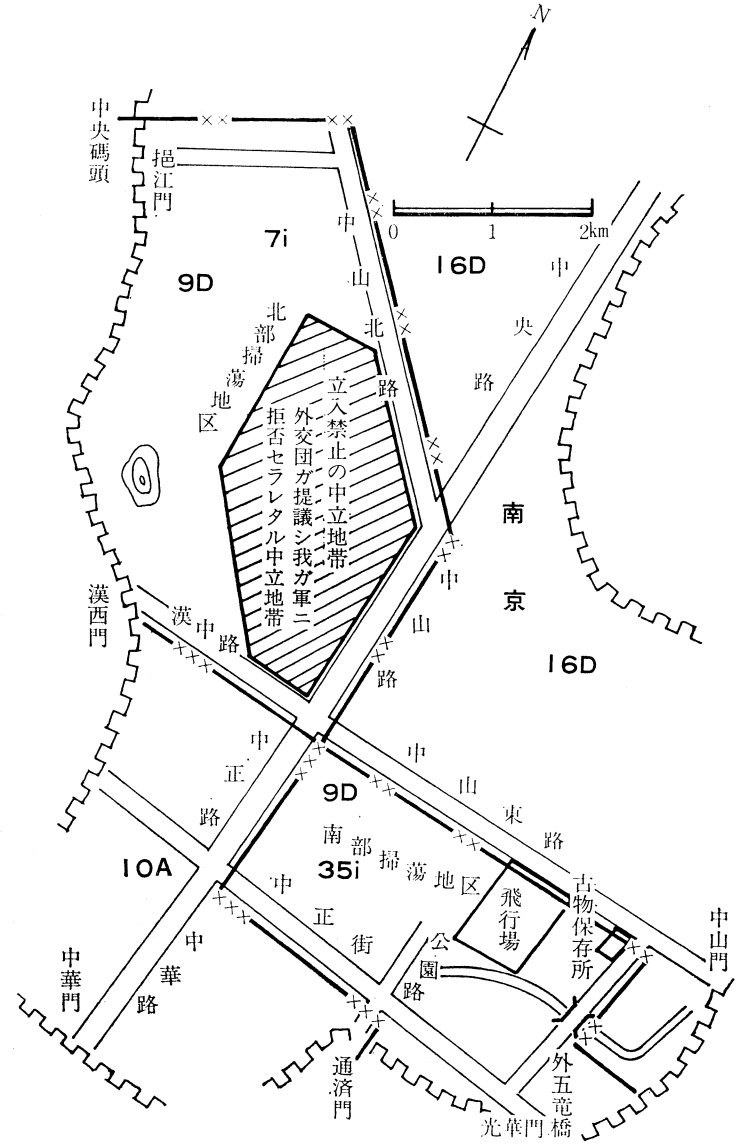 N
中央碼頭
挹江門
0 1 2km
7i
9D
16D
中山北路
中央路
北部掃蕩地区
立入禁止の中立地帯
外交団ガ提議シ我ガ軍ニ
拒否セラレタル中立地帯
南京
漢西門
漢中路
中山路
16D
中正路
中山東路
9D
南部掃蕩地区
35i
10A
古物保存所
飛行場
中山門
中正街
公園路
中華門
中華路
通済門
外五竜橋
光華門